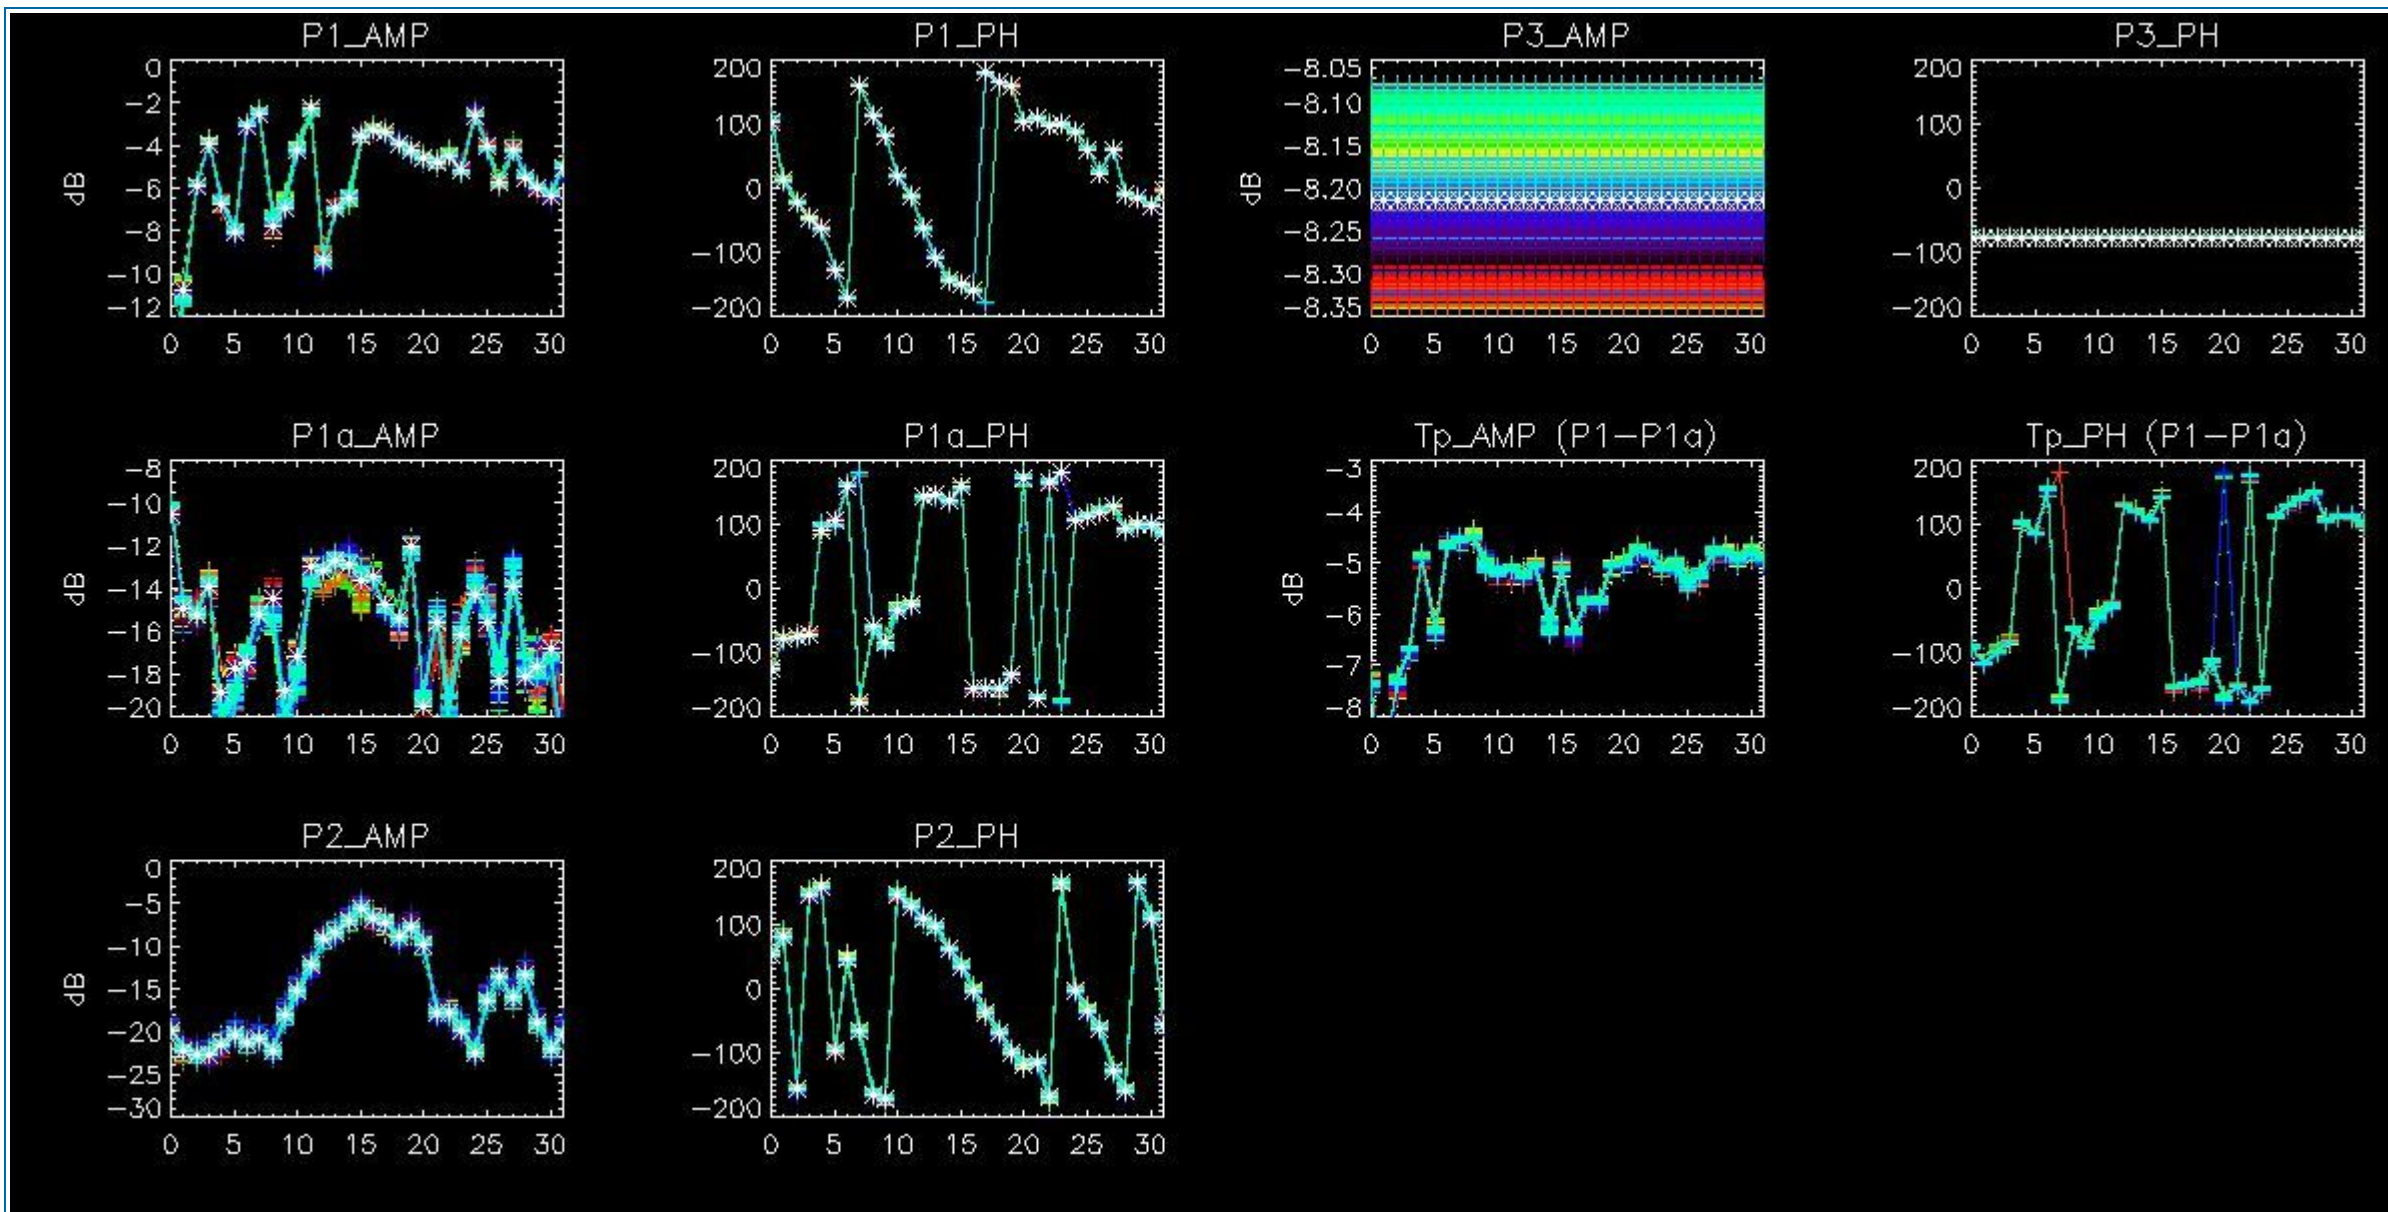 P1_AMP P1_PH P3_AMP P3_PH
0 200 -8.05 200
-2 -8.10
-4 100 -8.15 100
dB -6 0 dB -8.20 0
-8 -8.25
-10 -100 -8.30 -100
-12 -200 -8.35 -200
0 5 10 15 20 25 30 0 5 10 15 20 25 30 0 5 10 15 20 25 30 0 5 10 15 20 25 30
P1a_AMP P1a_PH Tp_AMP (P1-P1a) Tp_PH (P1-P1a)
-8 200 -3 200
-10 100 -4 100
-12
dB -14 0 dB -5 0
-16 -6
-18 -100 -7 -100
-20 -200 -8 -200
0 5 10 15 20 25 30 0 5 10 15 20 25 30 0 5 10 15 20 25 30 0 5 10 15 20 25 30
P2_AMP P2_PH
0 200
-5 100
-10
dB -15 0
-20
-25 -100
-30 -200
0 5 10 15 20 25 30 0 5 10 15 20 25 30